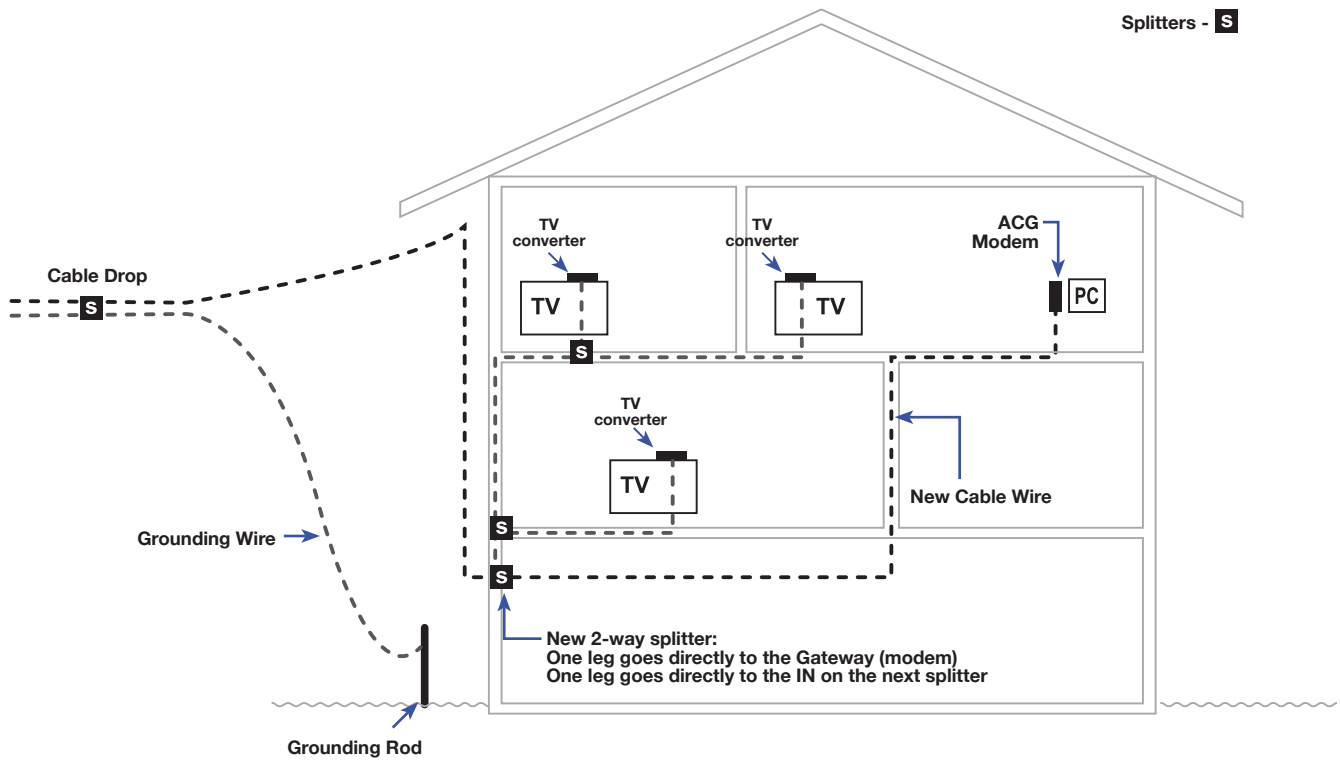 Splitters - S
TV
converter
TV
converter
ACG
Modem
Cable Drop
S
TV
TV
PC
S
TV
converter
TV
New Cable Wire
S
Grounding Wire
S
New 2-way splitter:
One leg goes directly to the Gateway (modem)
One leg goes directly to the IN on the next splitter
Grounding Rod